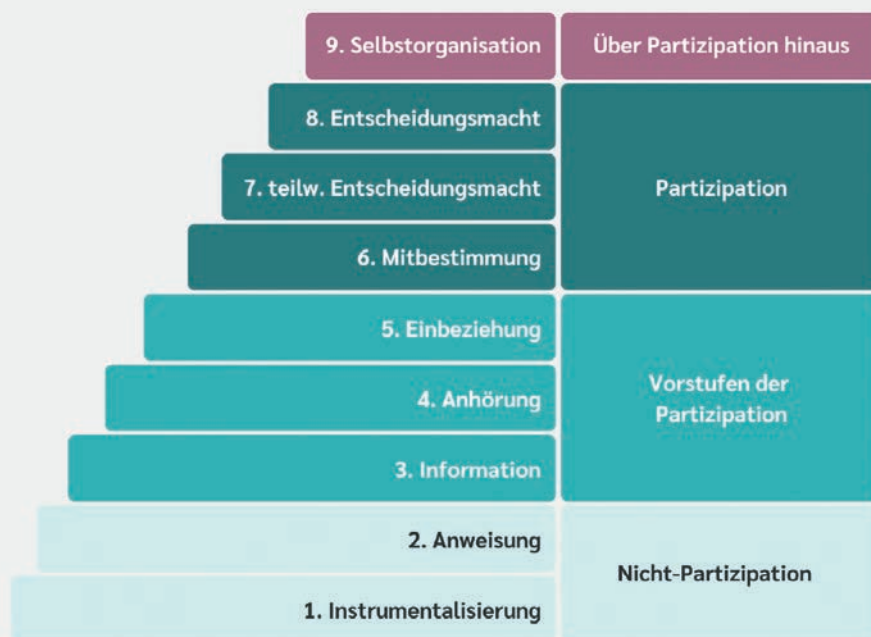 9. Selbstorganisation
Über Partizipation hinaus
8. Entscheidungsmacht
7. teilw. Entscheidungsmacht
Partizipation
6. Mitbestimmung
5. Einbeziehung
4. Anhörung
Vorstufen der
Partizipation
3. Information
2. Anweisung
Nicht-Partizipation
1. Instrumentalisierung